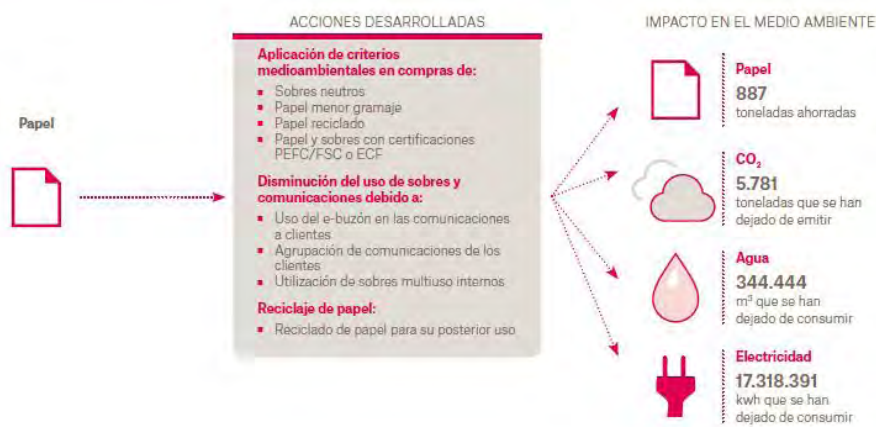 ACCIONES DESARROLLADAS
IMPACTO EN EL MEDIO AMBIENTE
Papel
Aplicación de criterios
medioambientales en compras de:
Sobres neutros
Papel menor gramaje
Papel reciclado
Papel y sobres con certificaciones
PEFC/FSC o ECF
Disminución del uso de sobres y
comunicaciones debido a:
Uso del e-buzón en las comunicaciones
a clientes
Agrupación de comunicaciones de los
clientes
Utilización de sobres multiuso internos
Reciclaje de papel:
Reciclado de papel para su posterior uso
Papel
887
toneladas ahorradas
CO₂
5.781
toneladas que se han
dejado de emitir
Agua
344.444
m³ que se han
dejado de consumir
Electricidad
17.318.391
kwh que se han
dejado de consumir